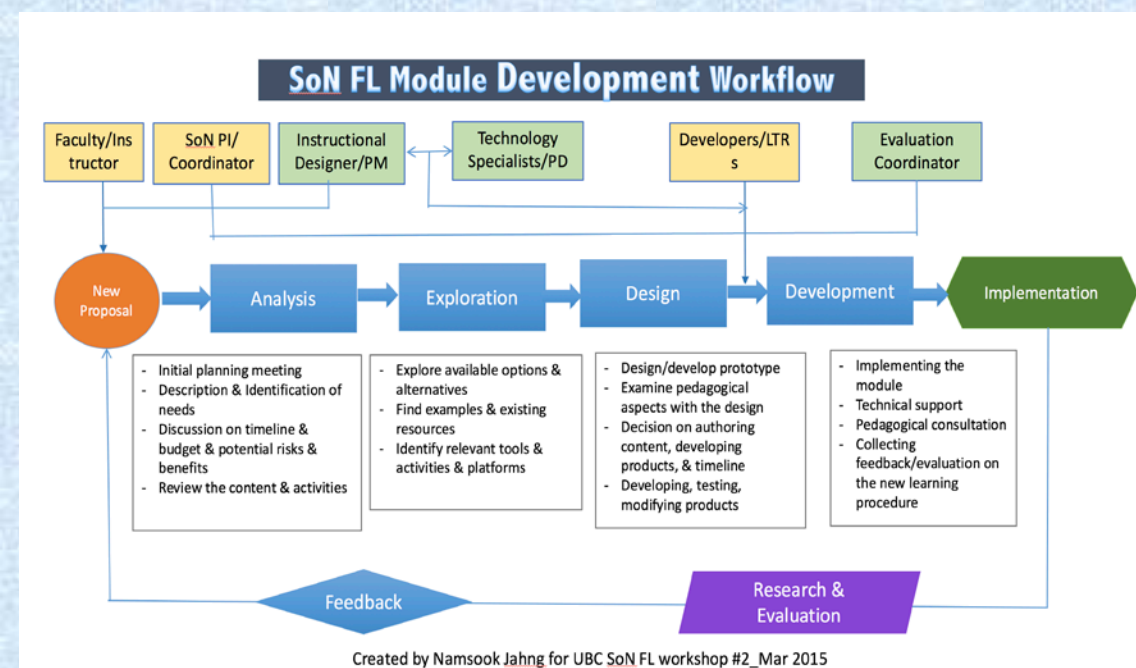 SoN FL Module Development Workflow
Faculty/Ins
tructor
SoN PI/
Coordinator
Instructional
Designer/PM
Technology
Specialists/PD
Developers/LTR
s
Evaluation
Coordinator
New
Proposal
Analysis
Exploration
Design
Development
Implementation
- Initial planning meeting
- Description & Identification of
needs
- Discussion on timeline &
budget & potential risks &
benefits
- Review the content & activities
- Explore available options &
alternatives
- Find examples & existing
resources
- Identify relevant tools &
activities & platforms
- Design/develop prototype
- Examine pedagogical
aspects with the design
- Decision on authoring
content, developing
products, & timeline
- Developing, testing,
modifying products
- Implementing the
module
- Technical support
- Pedagogical consultation
- Collecting
feedback/evaluation on
the new learning
procedure
Feedback
Research &
Evaluation
Created by Namsook Jahng for UBC SoN FL workshop #2_Mar 2015